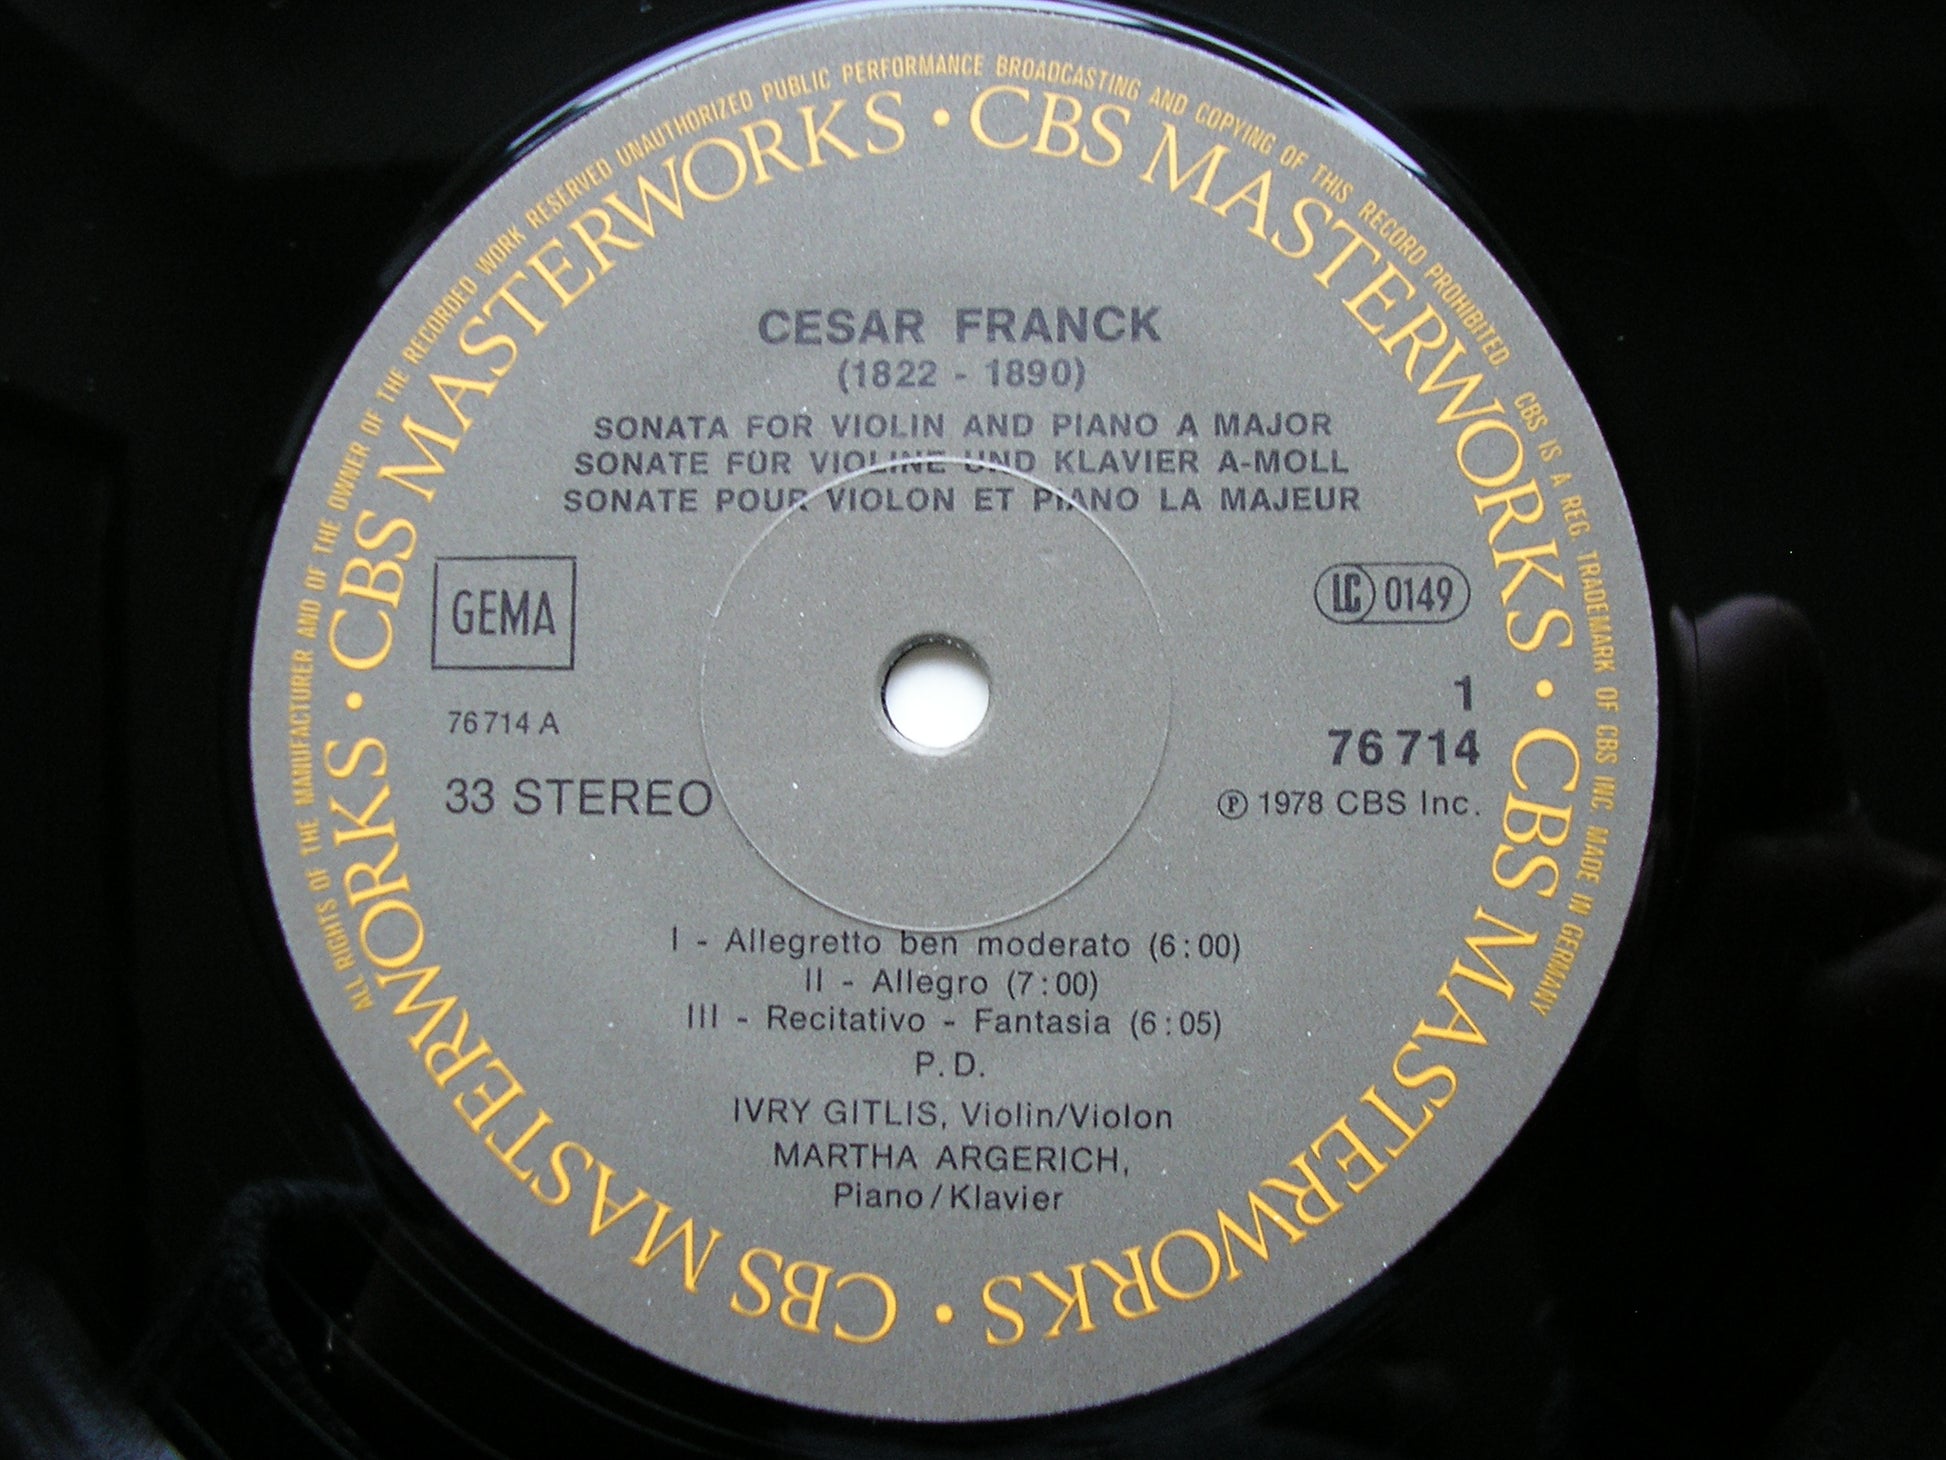 ALL RIGHTS OF THE MANUFACTURER AND OF THE OWNER OF THE RECORDED WORK RESERVED UNAUTHORIZED PUBLIC PERFORMANCE BROADCASTING AND COPYING OF THIS RECORD PROHIBITED. CBS IS A REG. TRADEMARK OF CBS INC. MADE IN GERMANY
CBS MASTERWORKS · CBS MASTERWORKS · CBS MASTERWORKS · CBS MASTERWORKS ·
CESAR FRANCK
(1822 - 1890)
SONATA FOR VIOLIN AND PIANO A MAJOR
SONATE FÜR VIOLINE UND KLAVIER A-MOLL
SONATE POUR VIOLON ET PIANO LA MAJEUR
GEMA
LC 0149
76714 A
1
76 714
33 STEREO
℗ 1978 CBS Inc.
I - Allegretto ben moderato (6:00)
II - Allegro (7:00)
III - Recitativo - Fantasia (6:05)
P.D.
IVRY GITLIS, Violin/Violon
MARTHA ARGERICH,
Piano/Klavier